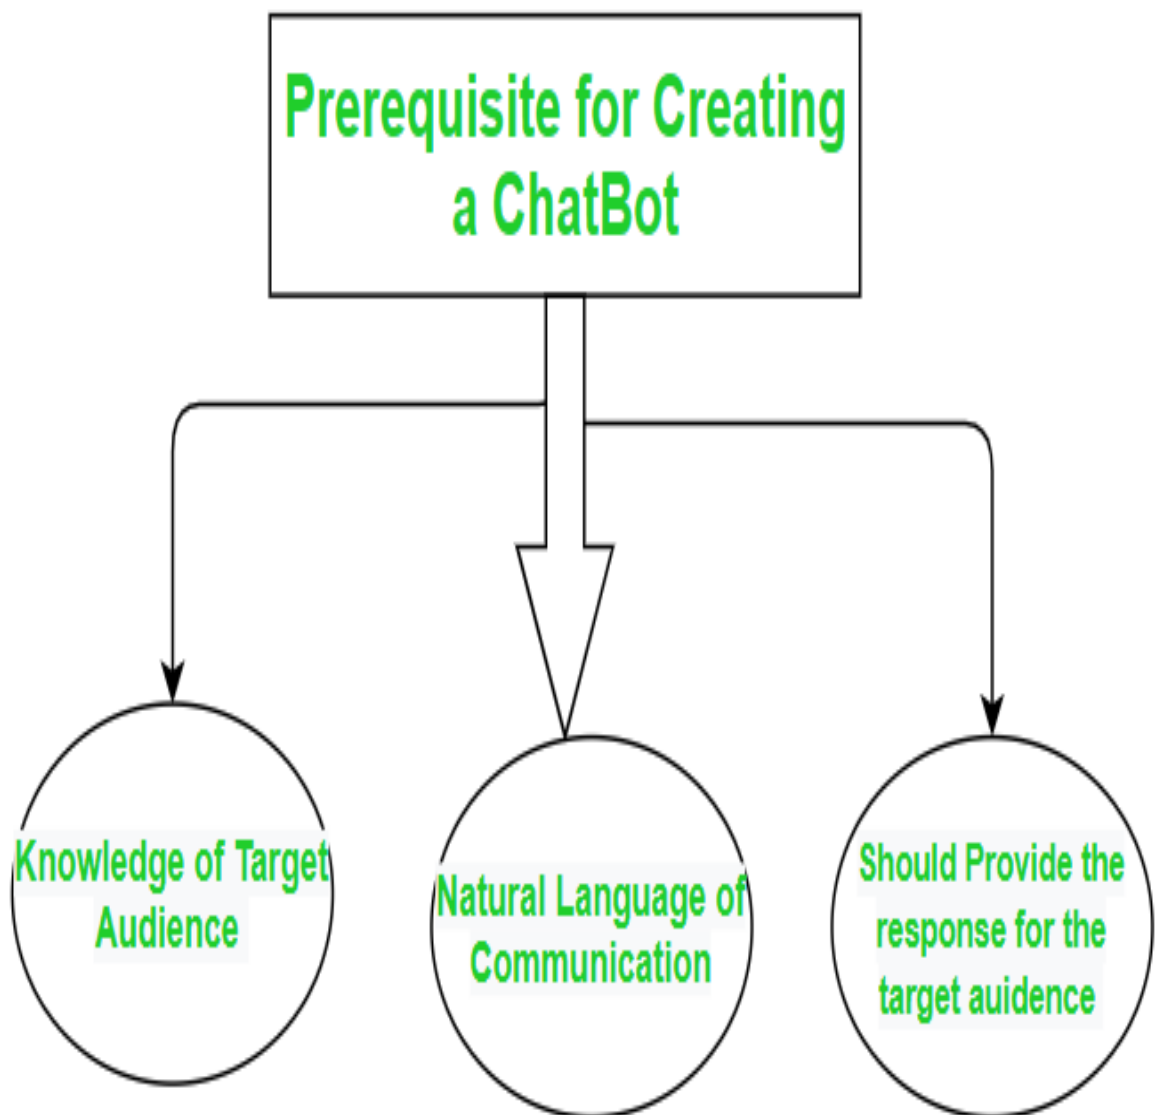 Prerequisite for Creating
a ChatBot
Knowledge of Target
Audience
Natural Language of
Communication
Should Provide the
response for the
target auidence